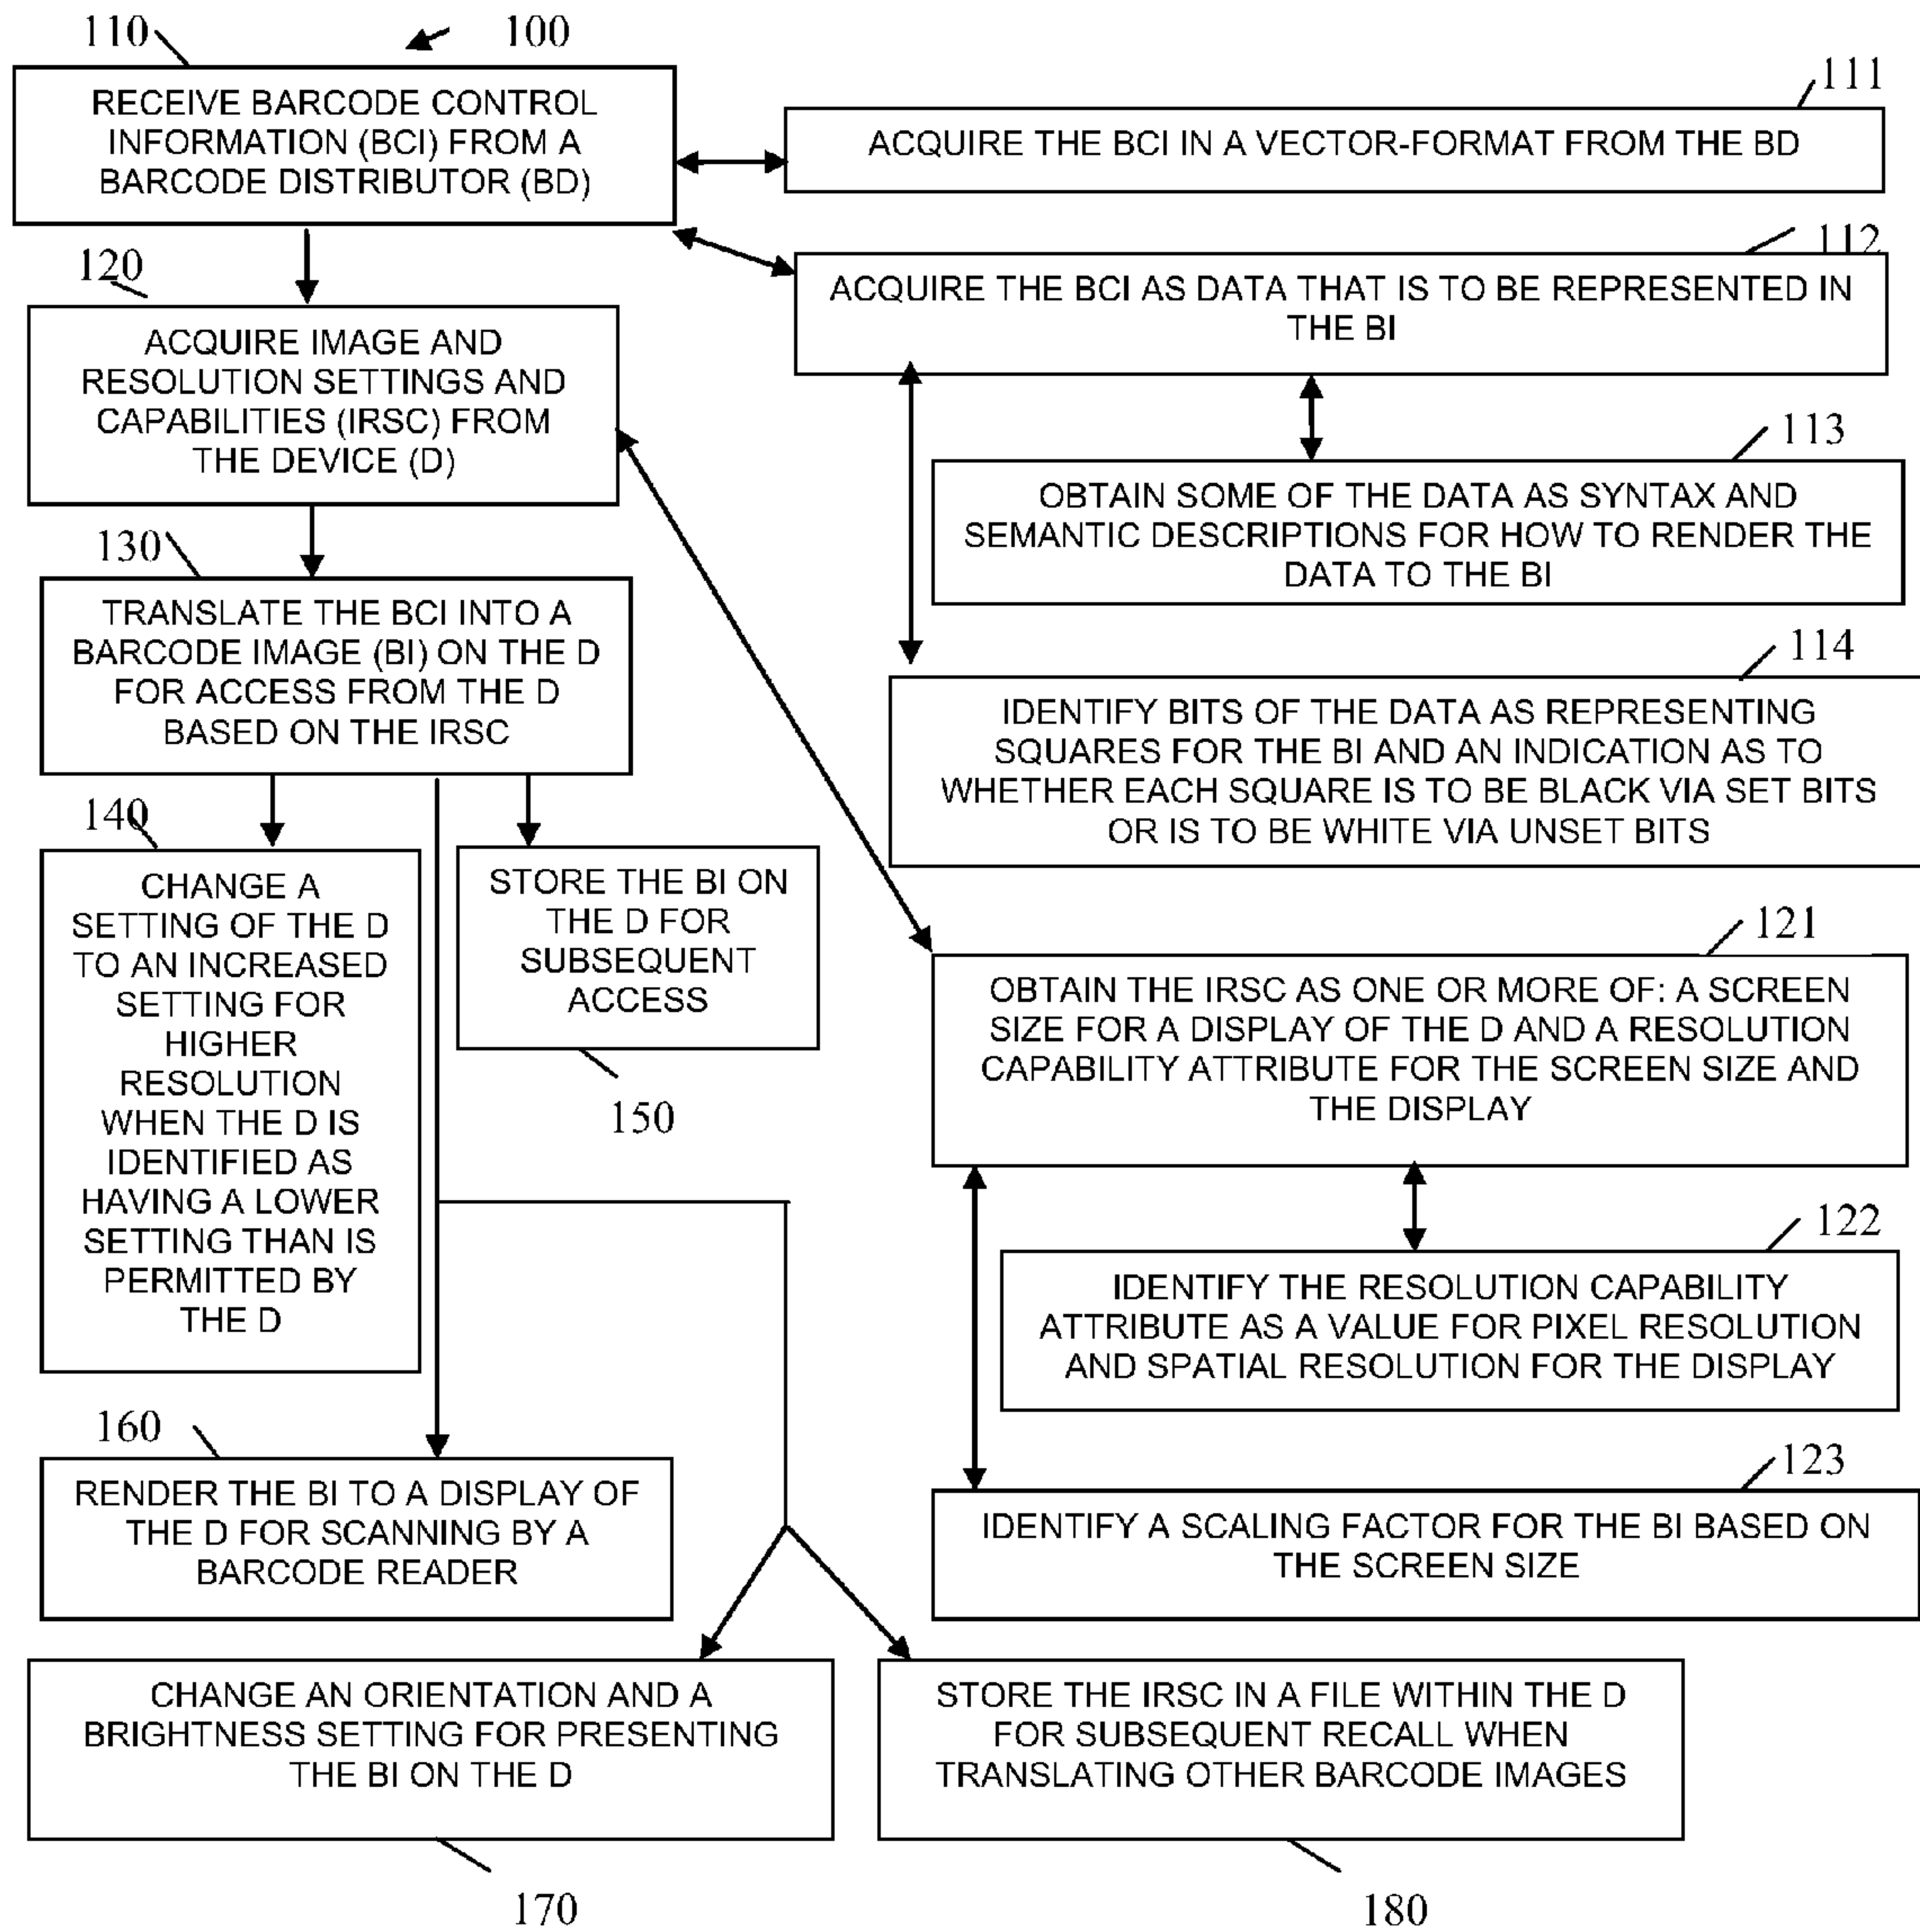 110
100
RECEIVE BARCODE CONTROL
INFORMATION (BCI) FROM A
BARCODE DISTRIBUTOR (BD)
111
ACQUIRE THE BCI IN A VECTOR-FORMAT FROM THE BD
112
ACQUIRE THE BCI AS DATA THAT IS TO BE REPRESENTED IN
THE BI
120
ACQUIRE IMAGE AND
RESOLUTION SETTINGS AND
CAPABILITIES (IRSC) FROM
THE DEVICE (D)
113
OBTAIN SOME OF THE DATA AS SYNTAX AND
SEMANTIC DESCRIPTIONS FOR HOW TO RENDER THE
DATA TO THE BI
130
TRANSLATE THE BCI INTO A
BARCODE IMAGE (BI) ON THE D
FOR ACCESS FROM THE D
BASED ON THE IRSC
114
IDENTIFY BITS OF THE DATA AS REPRESENTING
SQUARES FOR THE BI AND AN INDICATION AS TO
WHETHER EACH SQUARE IS TO BE BLACK VIA SET BITS
OR IS TO BE WHITE VIA UNSET BITS
140
CHANGE A
SETTING OF THE D
TO AN INCREASED
SETTING FOR
HIGHER
RESOLUTION
WHEN THE D IS
IDENTIFIED AS
HAVING A LOWER
SETTING THAN IS
PERMITTED BY
THE D
STORE THE BI ON
THE D FOR
SUBSEQUENT
ACCESS
150
121
OBTAIN THE IRSC AS ONE OR MORE OF: A SCREEN
SIZE FOR A DISPLAY OF THE D AND A RESOLUTION
CAPABILITY ATTRIBUTE FOR THE SCREEN SIZE AND
THE DISPLAY
122
IDENTIFY THE RESOLUTION CAPABILITY
ATTRIBUTE AS A VALUE FOR PIXEL RESOLUTION
AND SPATIAL RESOLUTION FOR THE DISPLAY
160
RENDER THE BI TO A DISPLAY OF
THE D FOR SCANNING BY A
BARCODE READER
123
IDENTIFY A SCALING FACTOR FOR THE BI BASED ON
THE SCREEN SIZE
CHANGE AN ORIENTATION AND A
BRIGHTNESS SETTING FOR PRESENTING
THE BI ON THE D
170
STORE THE IRSC IN A FILE WITHIN THE D
FOR SUBSEQUENT RECALL WHEN
TRANSLATING OTHER BARCODE IMAGES
180